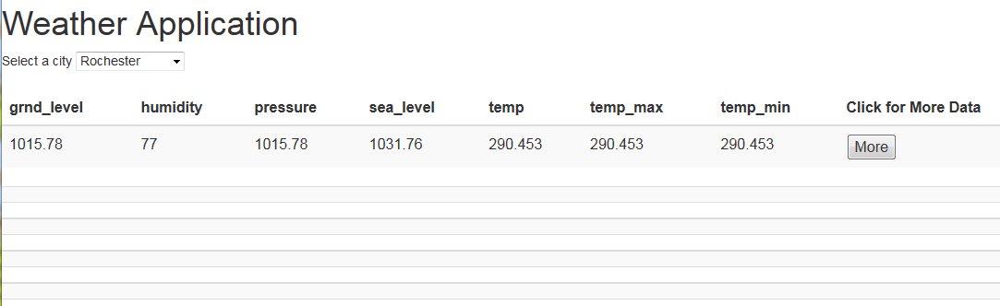 Weather Application
Select a city Rochester
grnd_level humidity pressure sea_level temp temp_max temp_min Click for More Data
1015.78 77 1015.78 1031.76 290.453 290.453 290.453 More